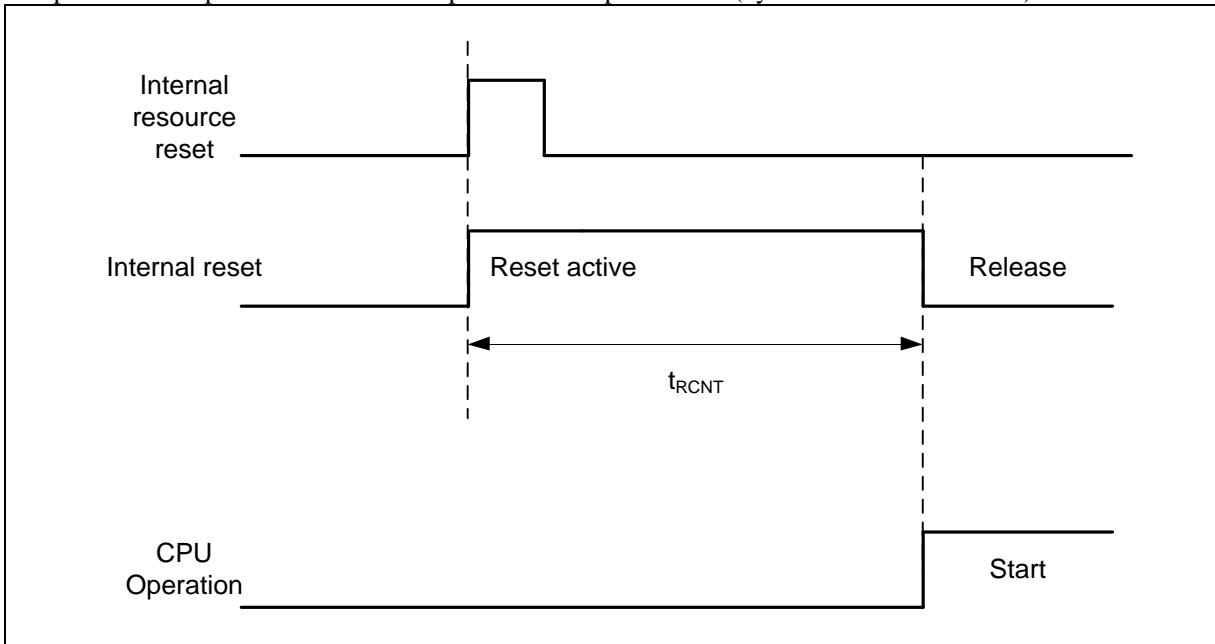 Internal
resource
reset
Internal reset
Reset active
Release
tRCNT
CPU
Operation
Start